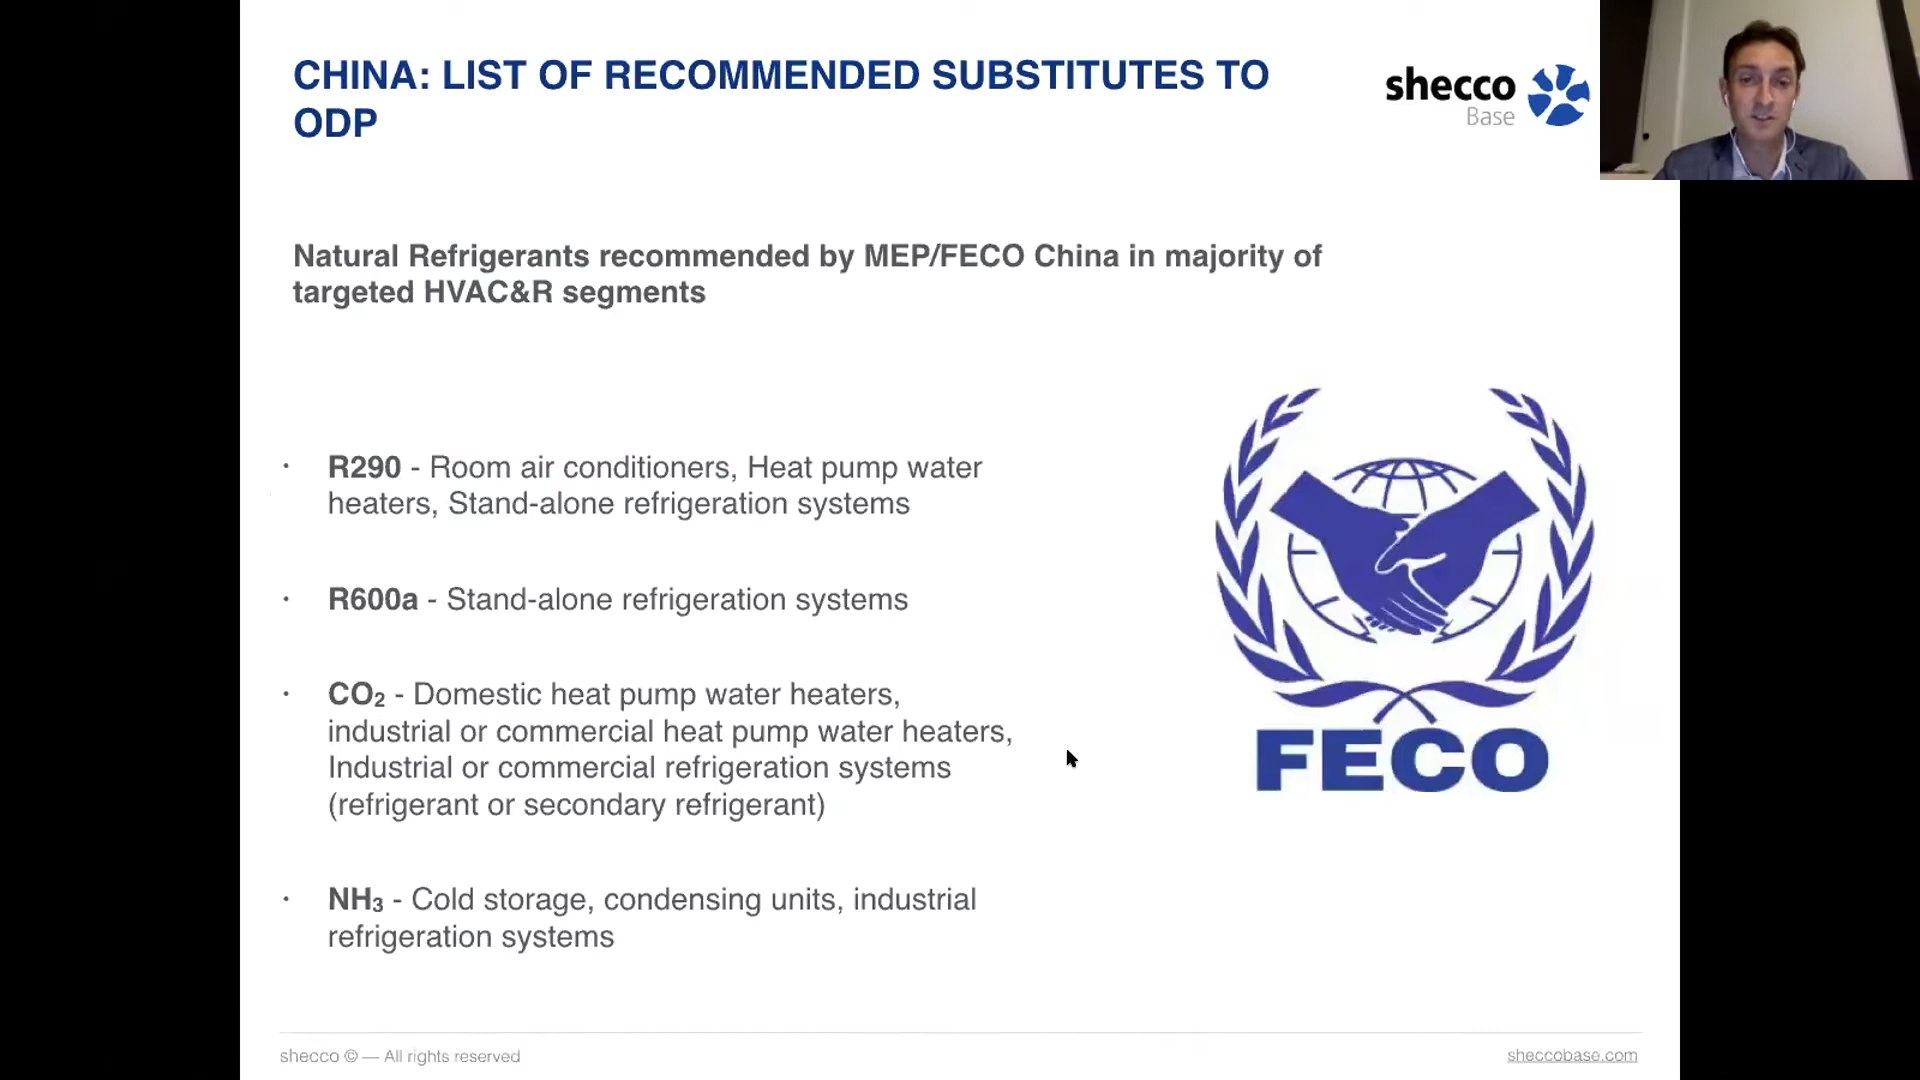 CHINA: LIST OF RECOMMENDED SUBSTITUTES TO
ODP
shecco
Base
Natural Refrigerants recommended by MEP/FECO China in majority of
targeted HVAC&R segments
· R290 - Room air conditioners, Heat pump water
heaters, Stand-alone refrigeration systems
· R600a - Stand-alone refrigeration systems
· CO₂ - Domestic heat pump water heaters,
industrial or commercial heat pump water heaters,
Industrial or commercial refrigeration systems
(refrigerant or secondary refrigerant)
· NH₃ - Cold storage, condensing units, industrial
refrigeration systems
FECO
shecco © — All rights reserved
sheccobase.com